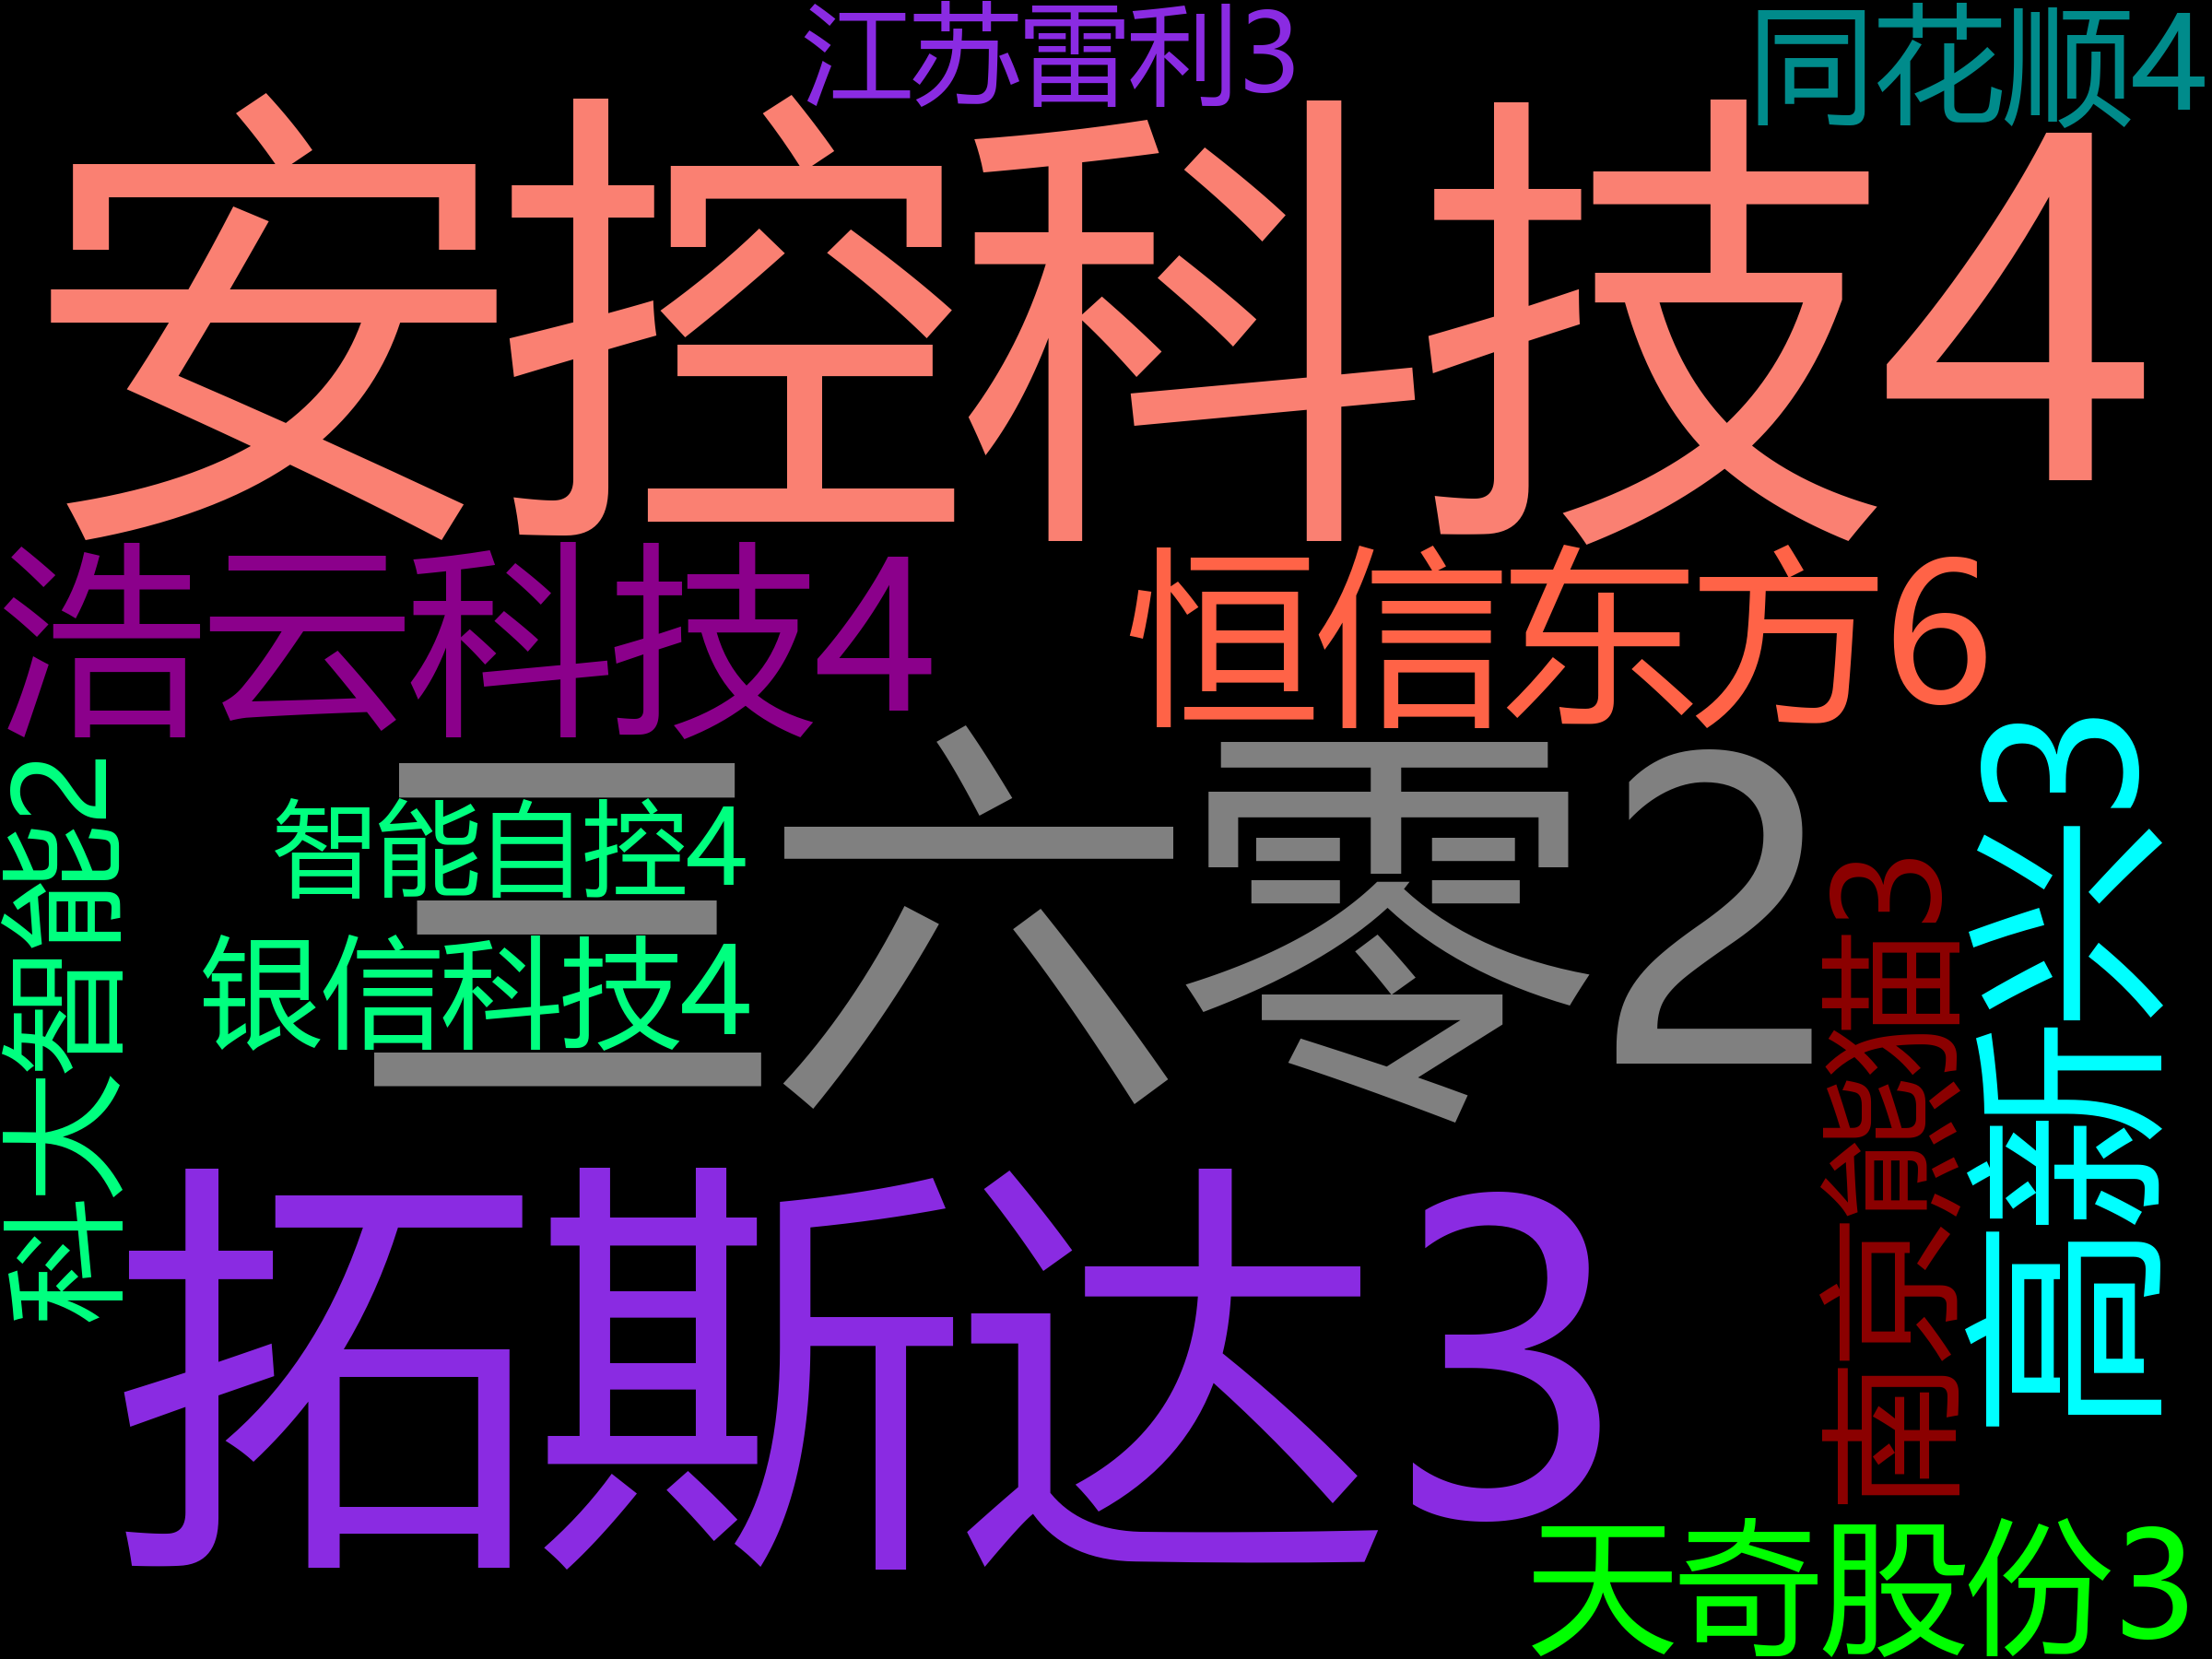 江苏雷利3
同花顺4
安控科技4
浩云科技4
恒信东方6
三六零2
智能自控4
银信科技4
科大智能2
高新兴3
南京熊猫3
拓斯达3
天奇股份3